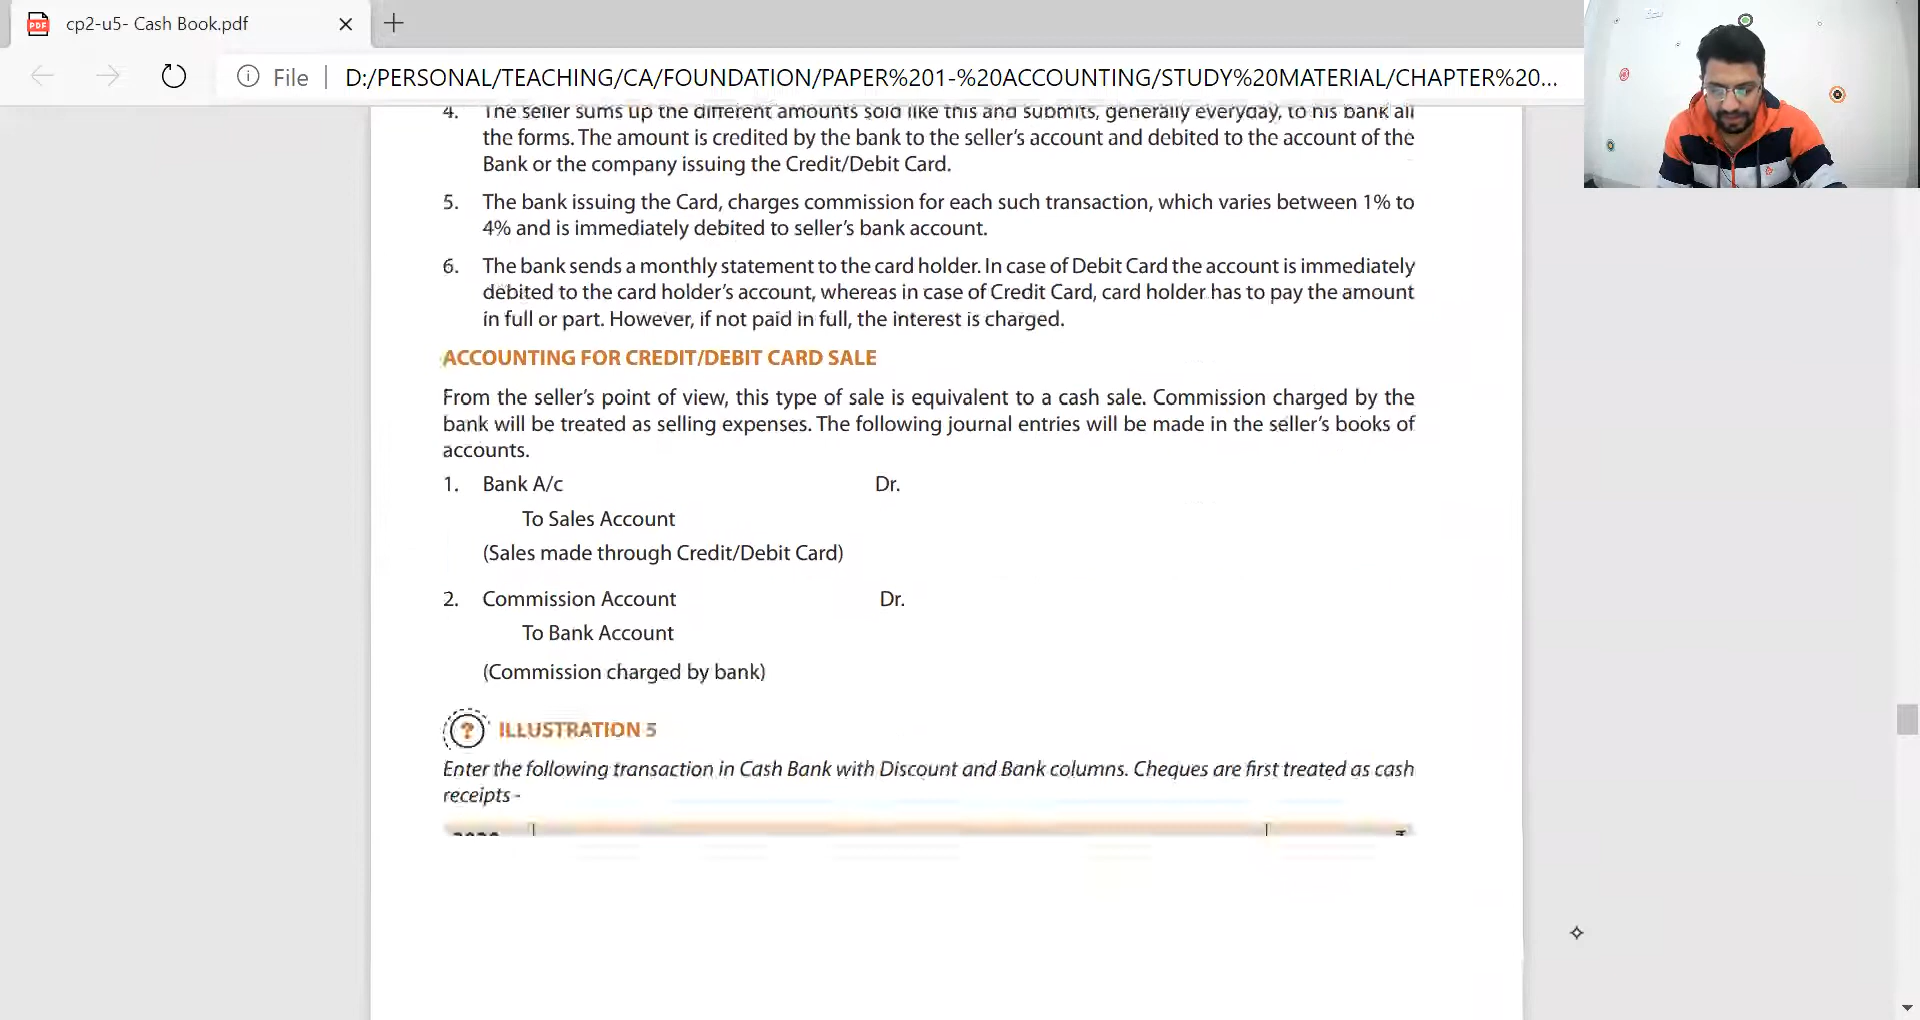 cp2-u5- Cash Book.pdf
File
D:/PERSONAL/TEACHING/CA/FOUNDATION/PAPER%201-%20ACCOUNTING/STUDY%20MATERIAL/CHAPTER%20...
4. The seller sums up the different amounts sold like this and submits, generally everyday, to his bank all
the forms. The amount is credited by the bank to the seller's account and debited to the account of the
Bank or the company issuing the Credit/Debit Card.
5. The bank issuing the Card, charges commission for each such transaction, which varies between 1% to
4% and is immediately debited to seller's bank account.
6. The bank sends a monthly statement to the card holder. In case of Debit Card the account is immediately
debited to the card holder's account, whereas in case of Credit Card, card holder has to pay the amount
in full or part. However, if not paid in full, the interest is charged.
ACCOUNTING FOR CREDIT/DEBIT CARD SALE
From the seller's point of view, this type of sale is equivalent to a cash sale. Commission charged by the
bank will be treated as selling expenses. The following journal entries will be made in the seller's books of
accounts.
1. Bank A/c Dr.
To Sales Account
(Sales made through Credit/Debit Card)
2. Commission Account Dr.
To Bank Account
(Commission charged by bank)
? ILLUSTRATION 5
Enter the following transaction in Cash Bank with Discount and Bank columns. Cheques are first treated as cash
receipts -